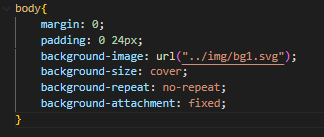 body{
margin: 0;
padding: 0 24px;
background-image: url("../img/bg1.svg");
background-size: cover;
background-repeat: no-repeat;
background-attachment: fixed;
}